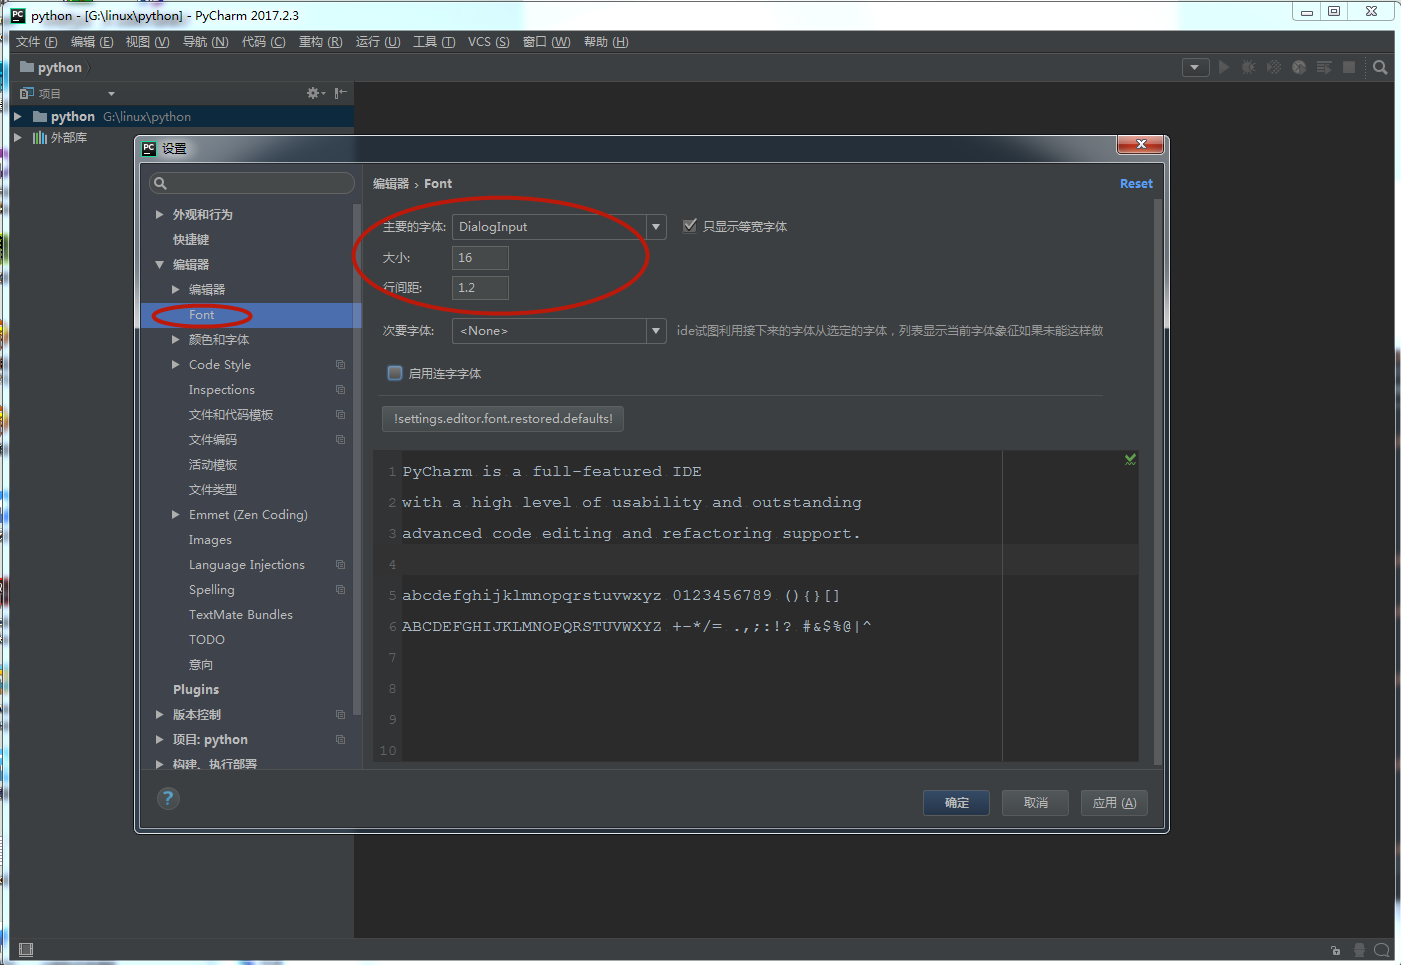 python - [G:\linux\python] - PyCharm 2017.2.3
文件 (F) 编辑 (E) 视图 (V) 导航 (N) 代码 (C) 重构 (R) 运行 (U) 工具 (T) VCS (S) 窗口 (W) 帮助 (H)
python
项目
python G:\linux\python
外部库
设置
外观和行为
快捷键
编辑器
编辑器
Font
颜色和字体
Code Style
Inspections
文件和代码模板
文件编码
活动模板
文件类型
Emmet (Zen Coding)
Images
Language Injections
Spelling
TextMate Bundles
TODO
意向
Plugins
版本控制
项目: python
构建、执行部署
编辑器 › Font
Reset
主要的字体: DialogInput 只显示等宽字体
大小: 16
行间距: 1.2
次要字体: <None> ide试图利用接下来的字体从选定的字体，列表显示当前字体象征如果未能这样做
启用连字字体
!settings.editor.font.restored.defaults!
1 PyCharm is a full-featured IDE
2 with a high level of usability and outstanding
3 advanced code editing and refactoring support.
4
5 abcdefghijklmnopqrstuvwxyz 0123456789 (){}[]
6 ABCDEFGHIJKLMNOPQRSTUVWXYZ +-*/= .,;:!? #&$%@|^
7
8
9
10
?
确定 取消 应用 (A)